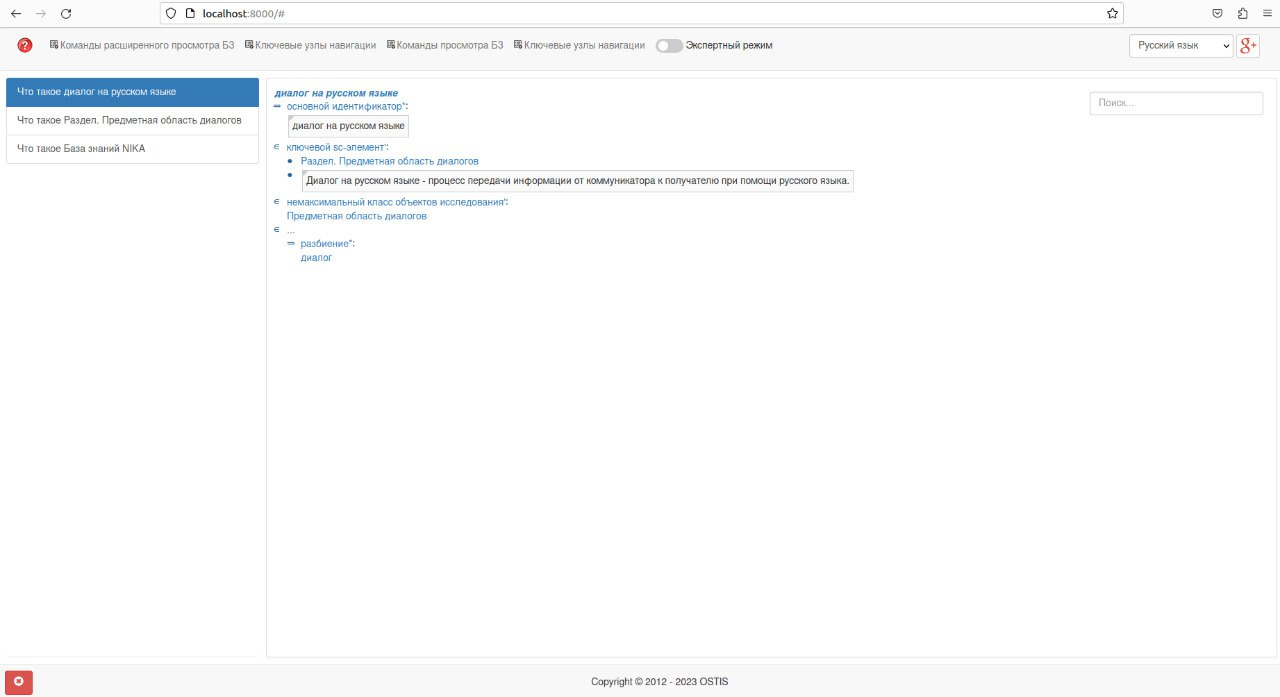 localhost:8000/#
Команды расширенного просмотра БЗ Ключевые узлы навигации Команды просмотра БЗ Ключевые узлы навигации Экспертный режим Русский язык g+
Что такое диалог на русском языке
Что такое Раздел. Предметная область диалогов
Что такое База знаний NIKA
Поиск...
диалог на русском языке
⇒ основной идентификатор*:
диалог на русском языке
∈ ключевой sc-элемент':
• Раздел. Предметная область диалогов
• Диалог на русском языке - процесс передачи информации от коммуникатора к получателю при помощи русского языка.
∈ немаксимальный класс объектов исследования':
Предметная область диалогов
∈ ...
⇒ разбиение*:
диалог
Copyright © 2012 - 2023 OSTIS